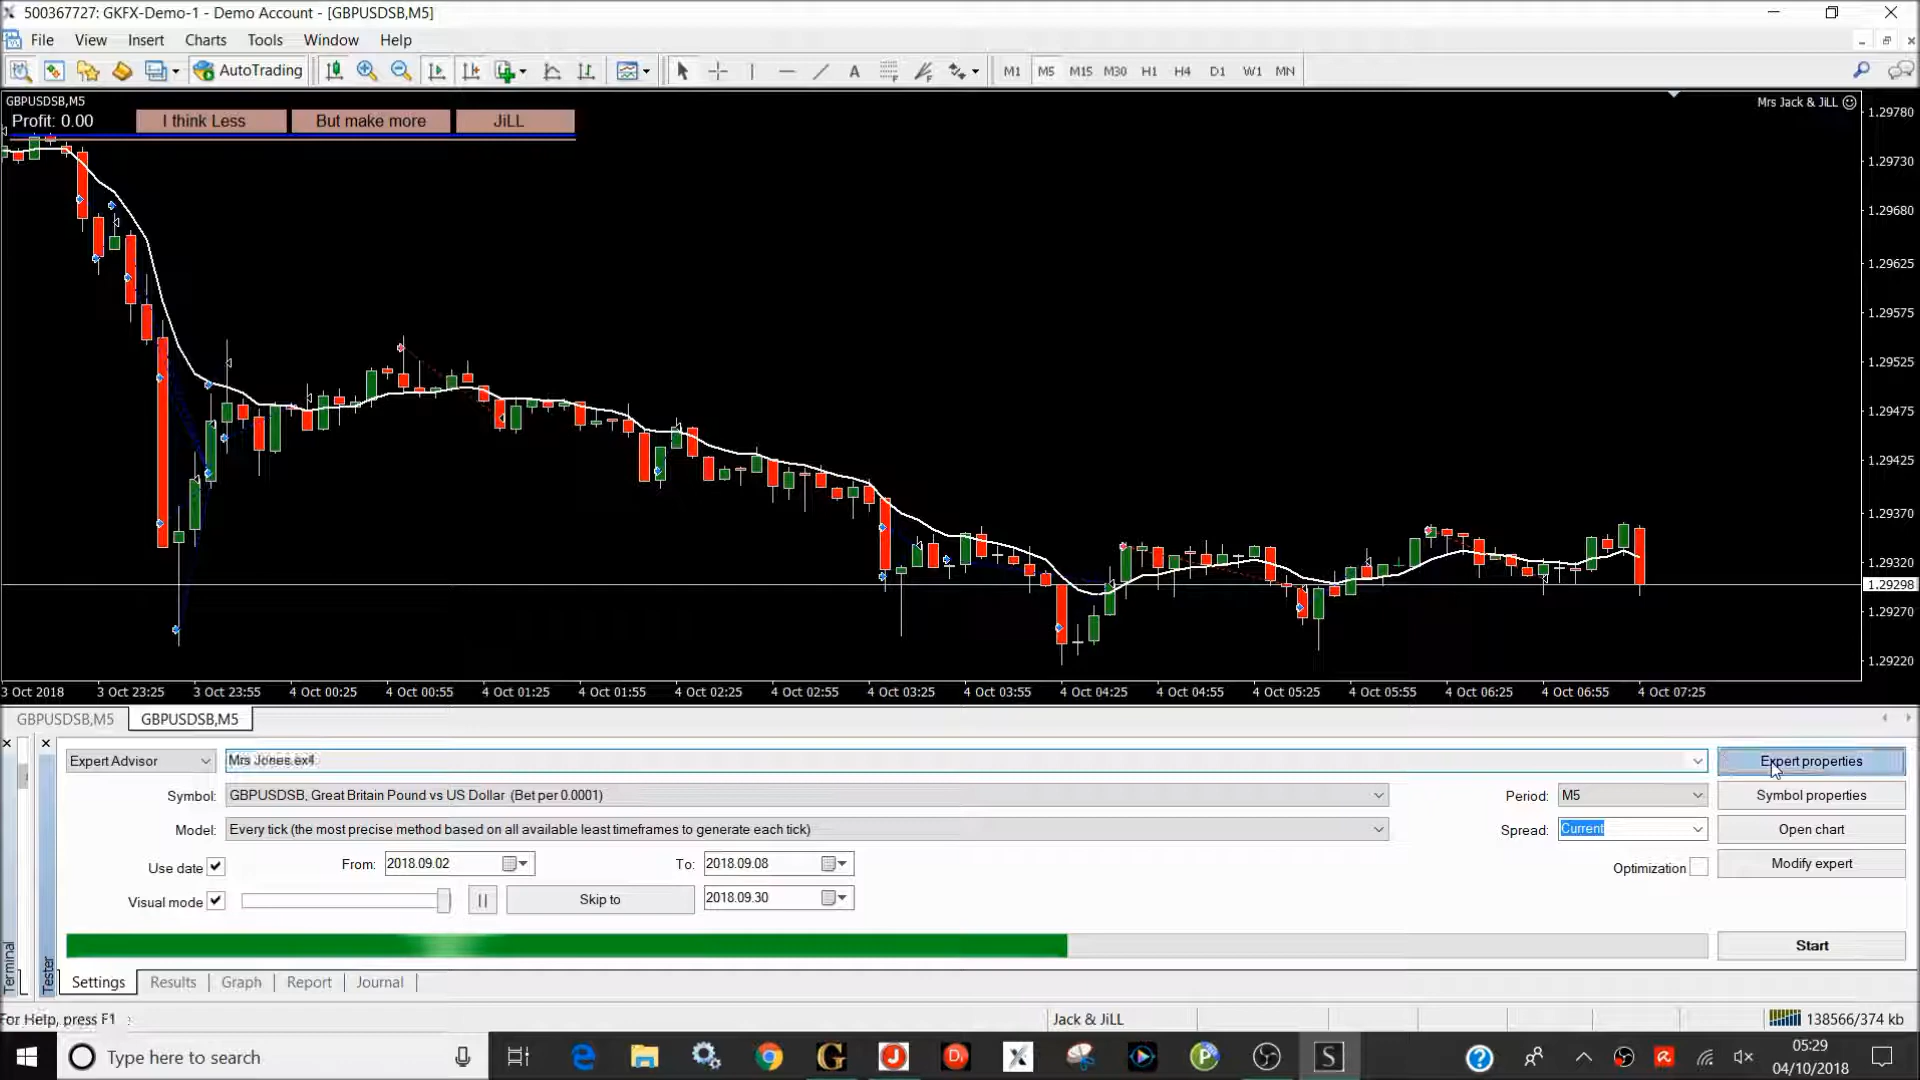 500367727: GKFX-Demo-1 - Demo Account - [GBPUSDSB,M5]
File View Insert Charts Tools Window Help
AutoTrading A M1 M5 M15 M30 H1 H4 D1 W1 MN
GBPUSDSB,M5
Mrs Jack & JiLL
Profit: 0.00 I think Less But make more JiLL
1.29780
1.29730
1.29680
1.29625
1.29575
1.29525
1.29475
1.29425
1.29370
1.29320
1.29298
1.29270
1.29220
3 Oct 2018 3 Oct 23:25 3 Oct 23:55 4 Oct 00:25 4 Oct 00:55 4 Oct 01:25 4 Oct 01:55 4 Oct 02:25 4 Oct 02:55 4 Oct 03:25 4 Oct 03:55 4 Oct 04:25 4 Oct 04:55 4 Oct 05:25 4 Oct 05:55 4 Oct 06:25 4 Oct 06:55 4 Oct 07:25
GBPUSDSB,M5 GBPUSDSB,M5
Expert Advisor Mrs Jones.ex4 Expert properties
Symbol: GBPUSDSB, Great Britain Pound vs US Dollar (Bet per 0.0001) Period: M5 Symbol properties
Model: Every tick (the most precise method based on all available least timeframes to generate each tick) Spread: Current Open chart
Use date From: 2018.09.02 To: 2018.09.08 Optimization Modify expert
Visual mode Skip to 2018.09.30
Start
Terminal
Tester
Settings Results Graph Report Journal
For Help, press F1 Jack & JiLL 138566/374 kb
Type here to search
05:29
04/10/2018